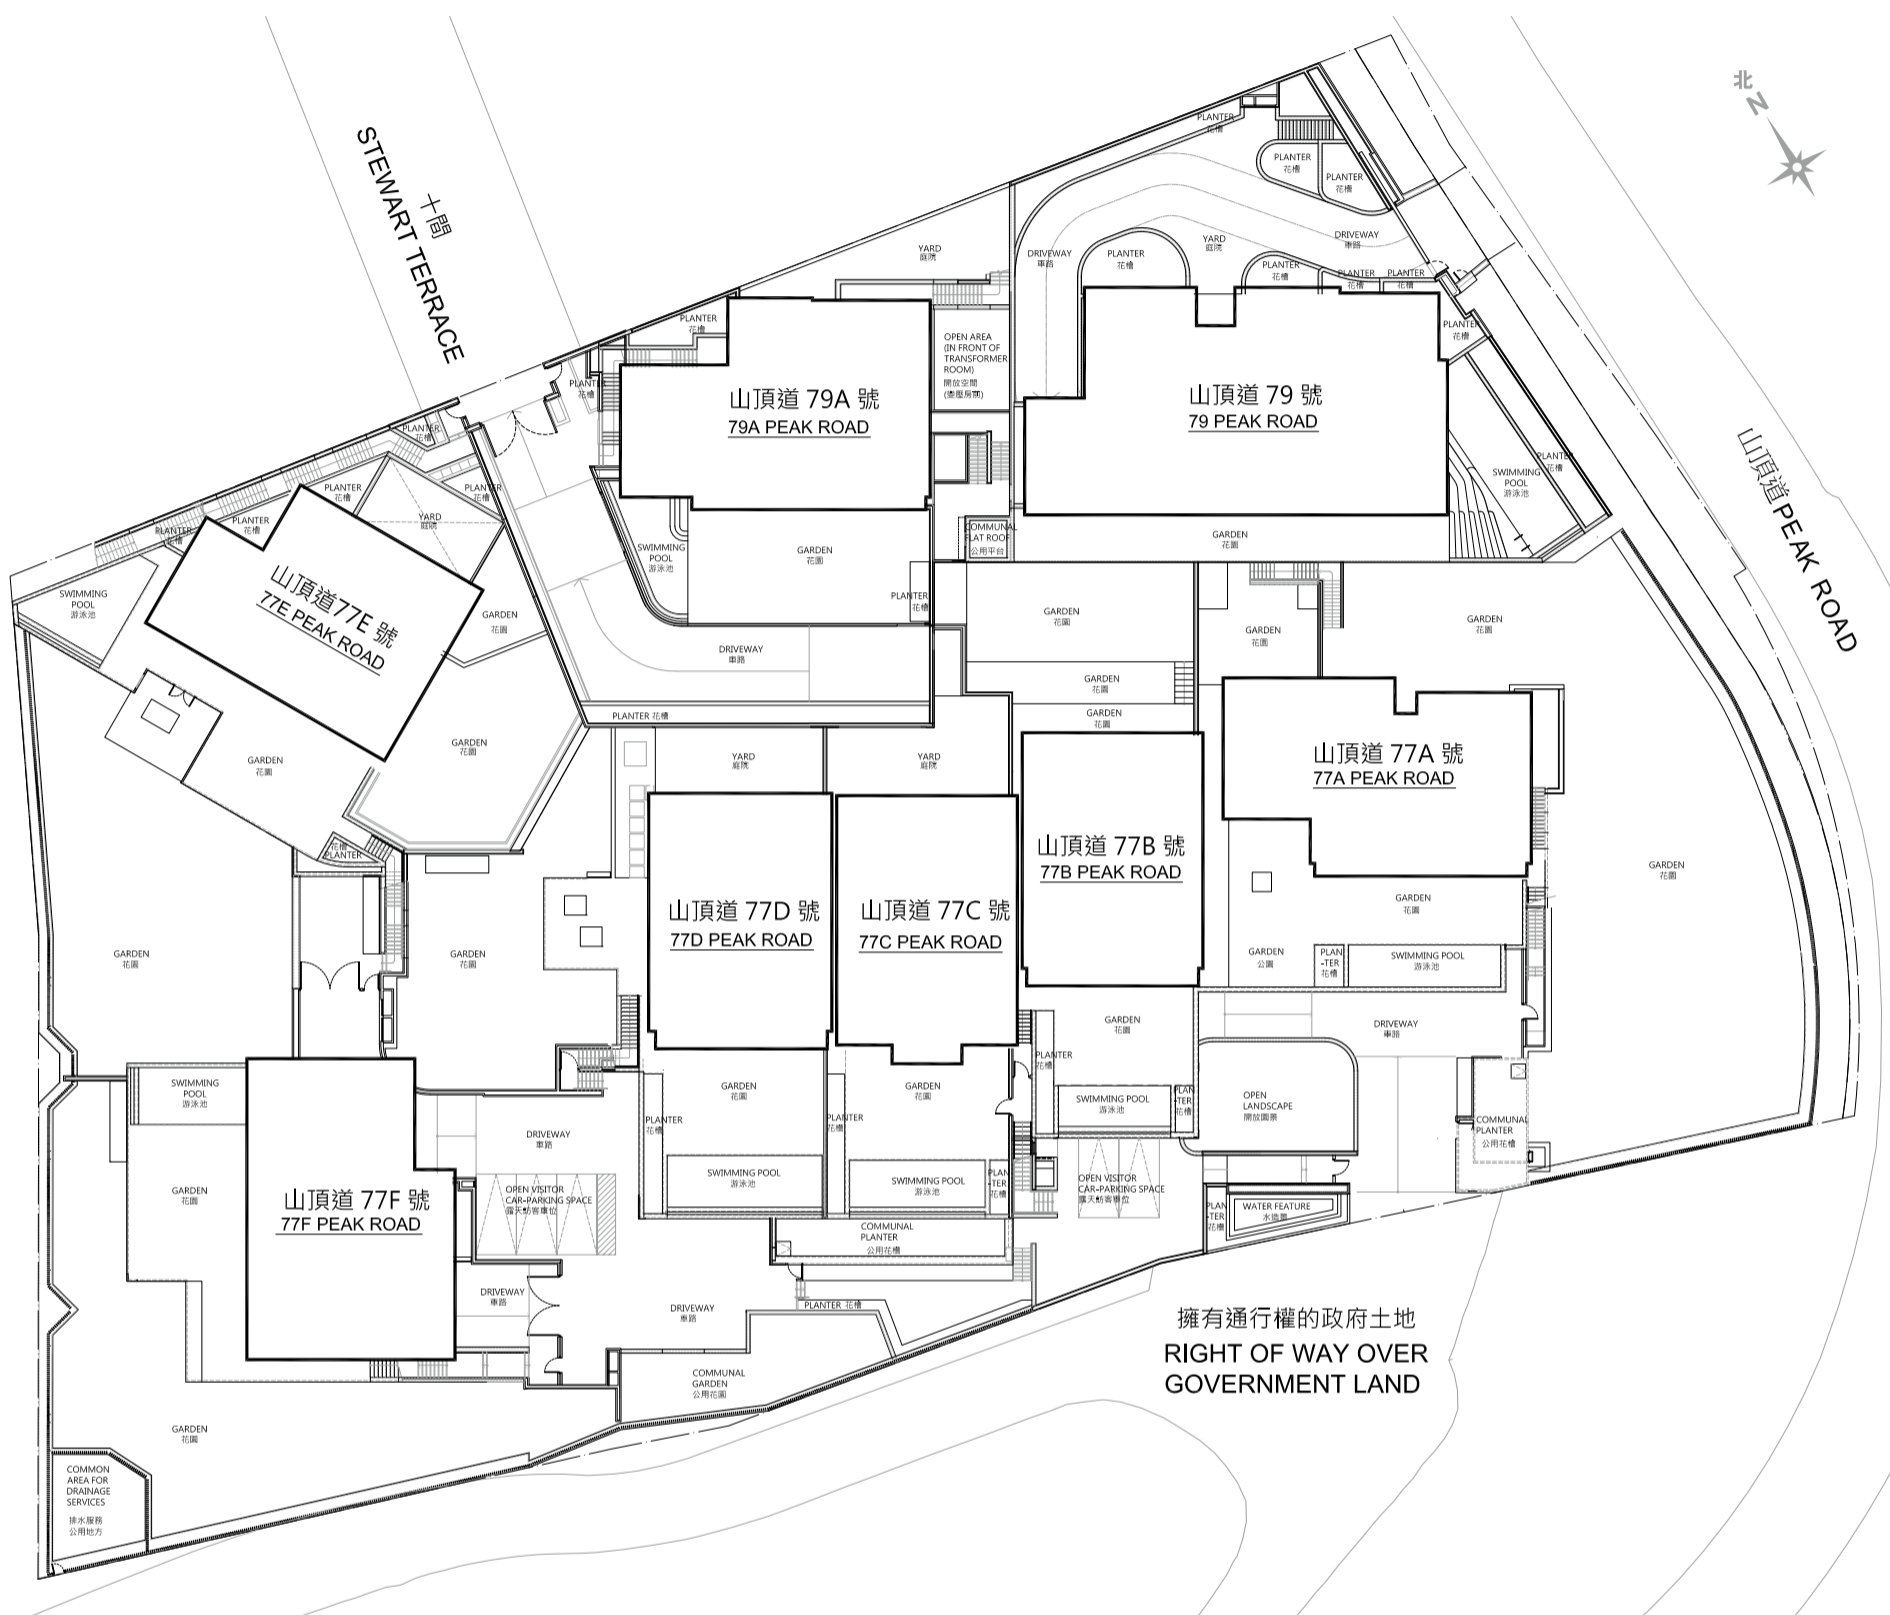 北
N
STEWART TERRACE
十間
山頂道PEAK ROAD
PLANTER
花槽
PLANTER
花槽
PLANTER
花槽
DRIVEWAY
車路
YARD
庭院
DRIVEWAY
車路
PLANTER
花槽
PLANTER
花槽
PLANTER
花槽
PLANTER
花槽
PLANTER
花槽
YARD
庭院
PLANTER
花槽
OPEN AREA
(IN FRONT OF
TRANSFORMER
ROOM)
開放空間
(變壓房前)
山頂道 79A 號
79A PEAK ROAD
山頂道 79 號
79 PEAK ROAD
PLANTER
花槽
PLANTER
花槽
SWIMMING
POOL
游泳池
PLANTER
花槽
COMMUNAL
FLAT ROOF
公用平台
GARDEN
花園
SWIMMING
POOL
游泳池
GARDEN
花園
PLANTER
花槽
PLANTER
花槽
PLANTER
花槽
PLANTER
花槽
PLANTER
花槽
YARD
庭院
SWIMMING
POOL
游泳池
山頂道77E 號
77E PEAK ROAD
GARDEN
花園
DRIVEWAY
車路
PLANTER 花槽
GARDEN
花園
GARDEN
花園
花槽
PLANTER
GARDEN
花園
GARDEN
花園
GARDEN
花園
GARDEN
花園
GARDEN
花園
GARDEN
花園
YARD
庭院
YARD
庭院
山頂道 77A 號
77A PEAK ROAD
山頂道 77B 號
77B PEAK ROAD
山頂道 77D 號
77D PEAK ROAD
山頂道 77C 號
77C PEAK ROAD
GARDEN
花園
GARDEN
花園
GARDEN
花園
GARDEN
公園
PLAN
-TER
花槽
SWIMMING POOL
游泳池
GARDEN
花園
DRIVEWAY
車路
GARDEN
花園
PLANTER
花槽
SWIMMING POOL
游泳池
PLAN
-TER
花槽
OPEN
LANDSCAPE
開放園景
COMMUNAL
PLANTER
公用花槽
SWIMMING
POOL
游泳池
GARDEN
花園
山頂道 77F 號
77F PEAK ROAD
DRIVEWAY
車路
OPEN VISITOR
CAR-PARKING SPACE
露天訪客車位
PLANTER
花槽
GARDEN
花園
SWIMMING POOL
游泳池
PLANTER
花槽
GARDEN
花園
SWIMMING POOL
游泳池
PLAN
-TER
花槽
OPEN VISITOR
CAR-PARKING SPACE
露天訪客車位
PLAN
-TER
花槽
WATER FEATURE
水造景
COMMUNAL
PLANTER
公用花槽
DRIVEWAY
車路
DRIVEWAY
車路
PLANTER 花槽
COMMUNAL
GARDEN
公用花園
擁有通行權的政府土地
RIGHT OF WAY OVER
GOVERNMENT LAND
GARDEN
花園
COMMON
AREA FOR
DRAINAGE
SERVICES
排水服務
公用地方